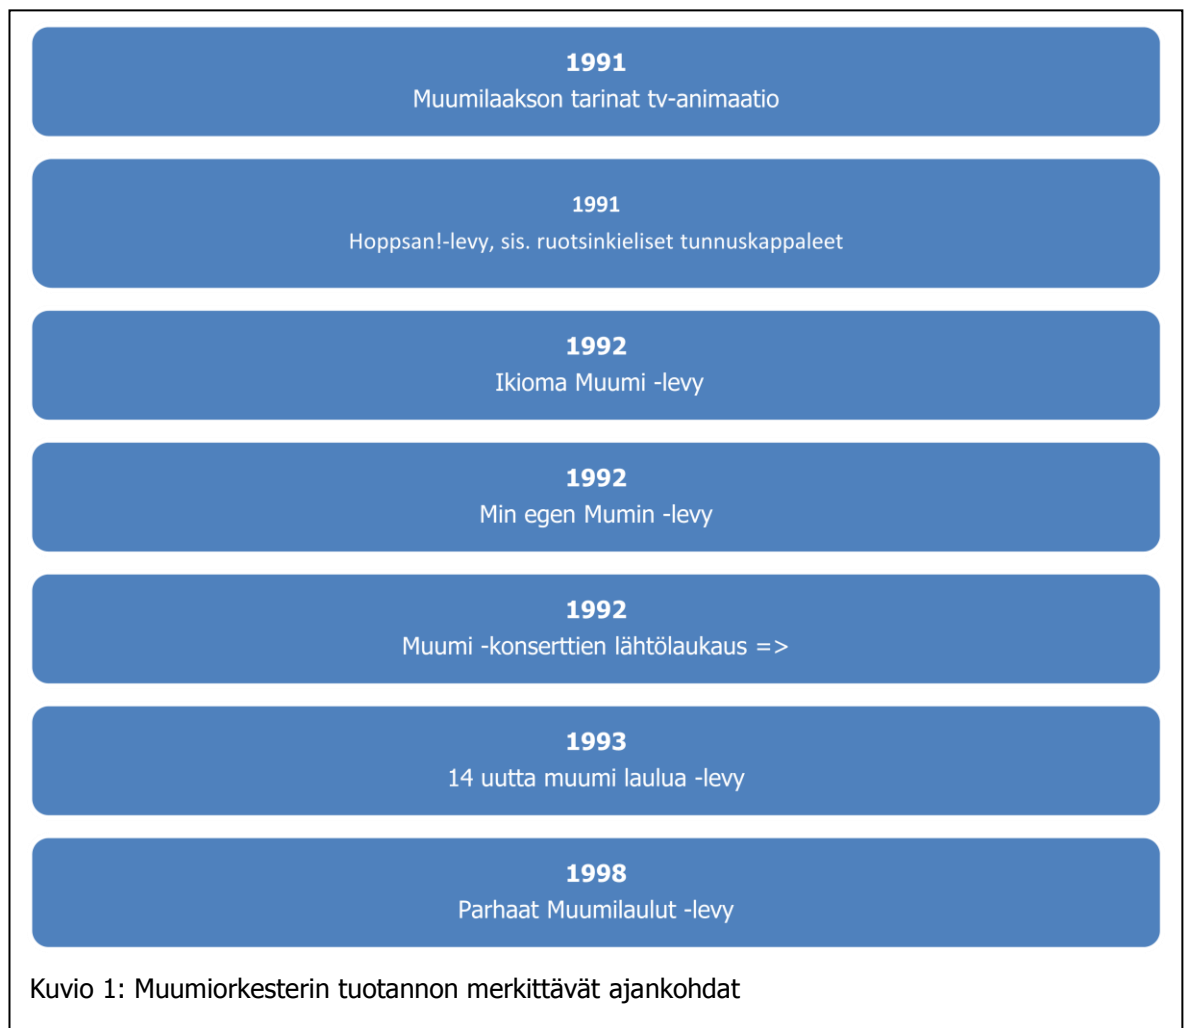 1991
Muumilaakson tarinat tv-animaatio
1991
Hoppsan!-levy, sis. ruotsinkieliset tunnuskappaleet
1992
Ikioma Muumi -levy
1992
Min egen Mumin -levy
1992
Muumi -konserttien lähtölaukaus =>
1993
14 uutta muumi laulua -levy
1998
Parhaat Muumilaulut -levy
Kuvio 1: Muumiorkesterin tuotannon merkittävät ajankohdat